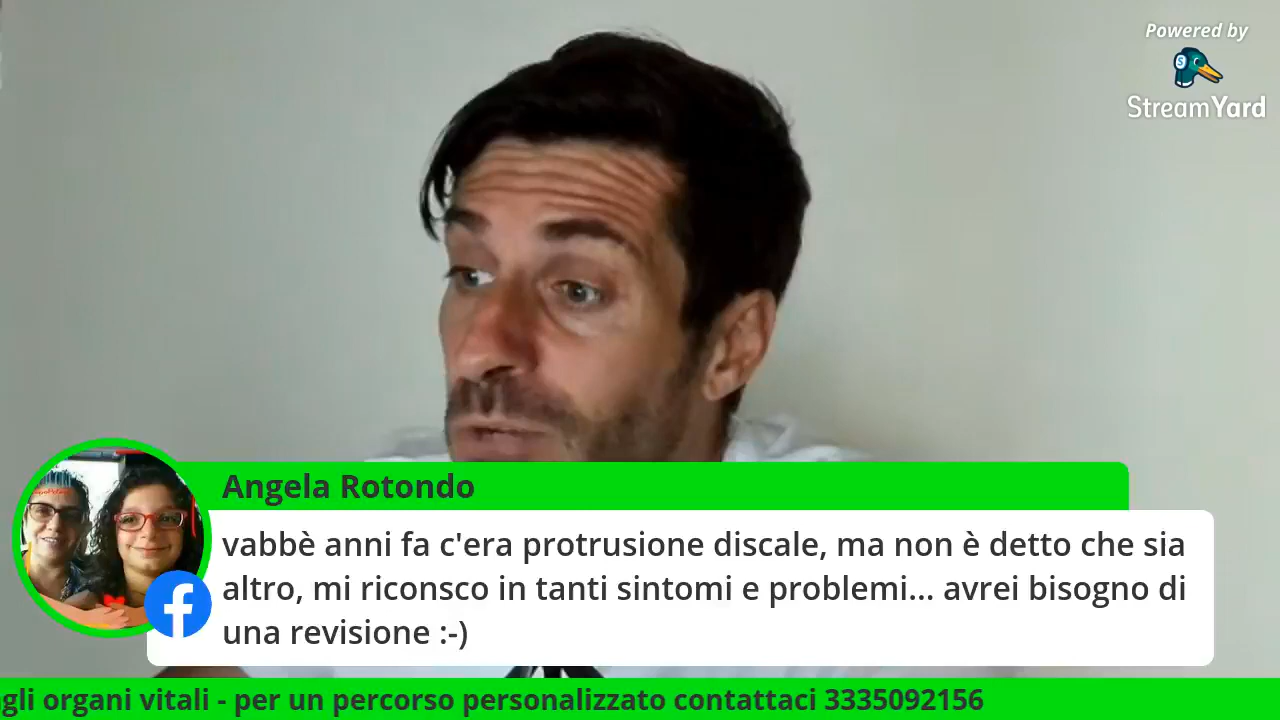 Powered by
StreamYard
Angela Rotondo
vabbè anni fa c'era protrusione discale, ma non è detto che sia
altro, mi riconsco in tanti sintomi e problemi... avrei bisogno di
una revisione :-)
gli organi vitali - per un percorso personalizzato contattaci 3335092156